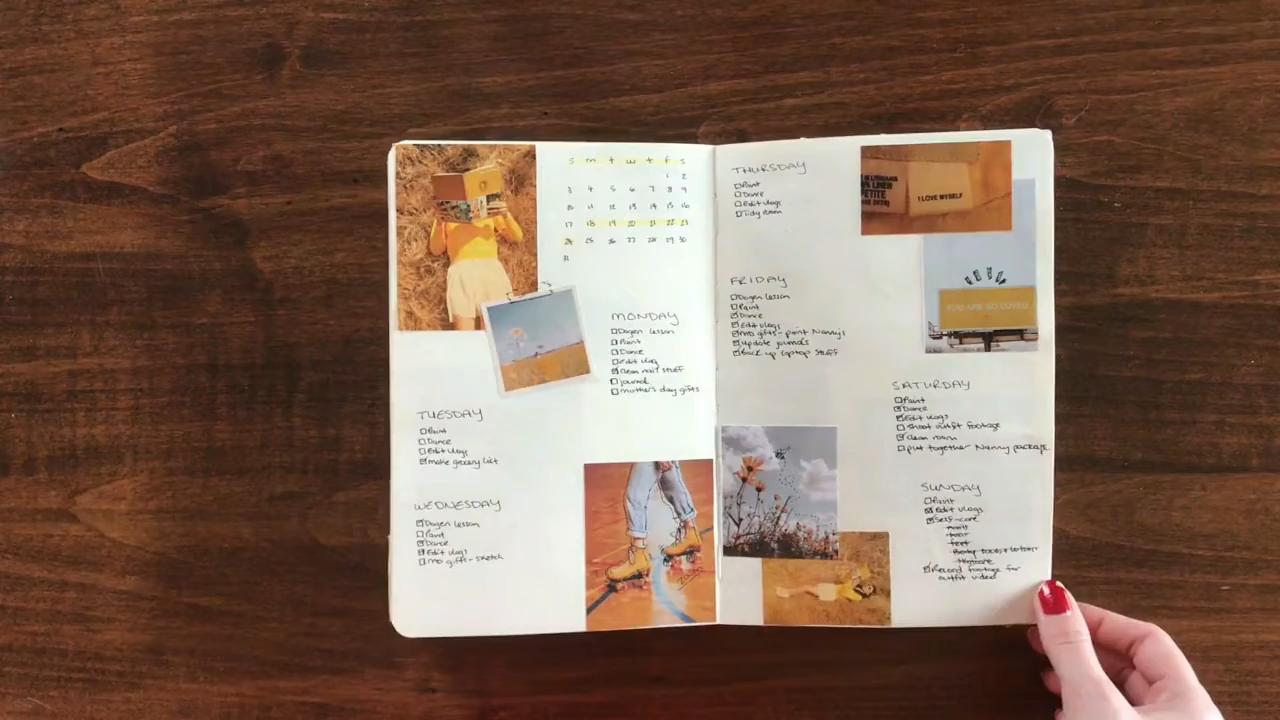 S M T W T F S
1 2
3 4 5 6 7 8 9
10 11 12 13 14 15 16
17 18 19 20 21 22 23
24 25 26 27 28 29 30
31
MONDAY
Dogen lesson
Paint
Dance
Edit vlog
clean nail stuff
journal
mother's day gifts
TUESDAY
Paint
Dance
Edit vlogs
make grocery list
WEDNESDAY
Dogen lesson
Paint
Dance
Edit vlogs
MD gifts - sketch
THURSDAY
Paint
Dance
Edit vlogs
Tidy room
I LOVE MYSELF
FRIDAY
Dogen lesson
Paint
Dance
Edit vlogs
MD gifts - paint Nanny's
update journals
Back up laptop stuff
YOU ARE SO LOVED
SATURDAY
Paint
Dance
Edit vlogs
shoot outfit footage
clean room
put together Nanny package
SUNDAY
Paint
Edit vlogs
Self-care
feet
Record footage for
outfit video